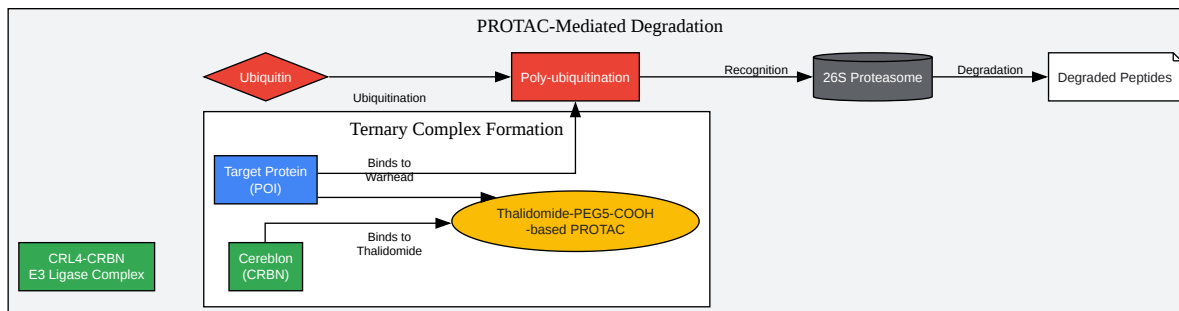 PROTAC-Mediated Degradation
Ubiquitin
Poly-ubiquitination
Recognition
26S Proteasome
Degradation
Degraded Peptides
Ubiquitination
Ternary Complex Formation
Target Protein
(POI)
Binds to
Warhead
Thalidomide-PEG5-COOH
-based PROTAC
Binds to
Thalidomide
Cereblon
(CRBN)
CRL4-CRBN
E3 Ligase Complex